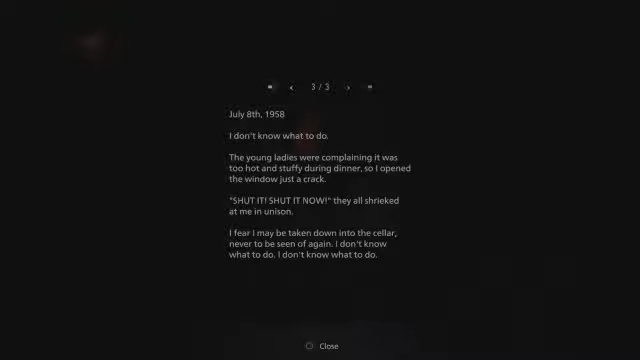 3 / 3
July 8th, 1958
I don't know what to do.
The young ladies were complaining it was
too hot and stuffy during dinner, so I opened
the window just a crack.
"SHUT IT! SHUT IT NOW!" they all shrieked
at me in unison.
I fear I may be taken down into the cellar,
never to be seen of again. I don't know
what to do. I don't know what to do.
Close